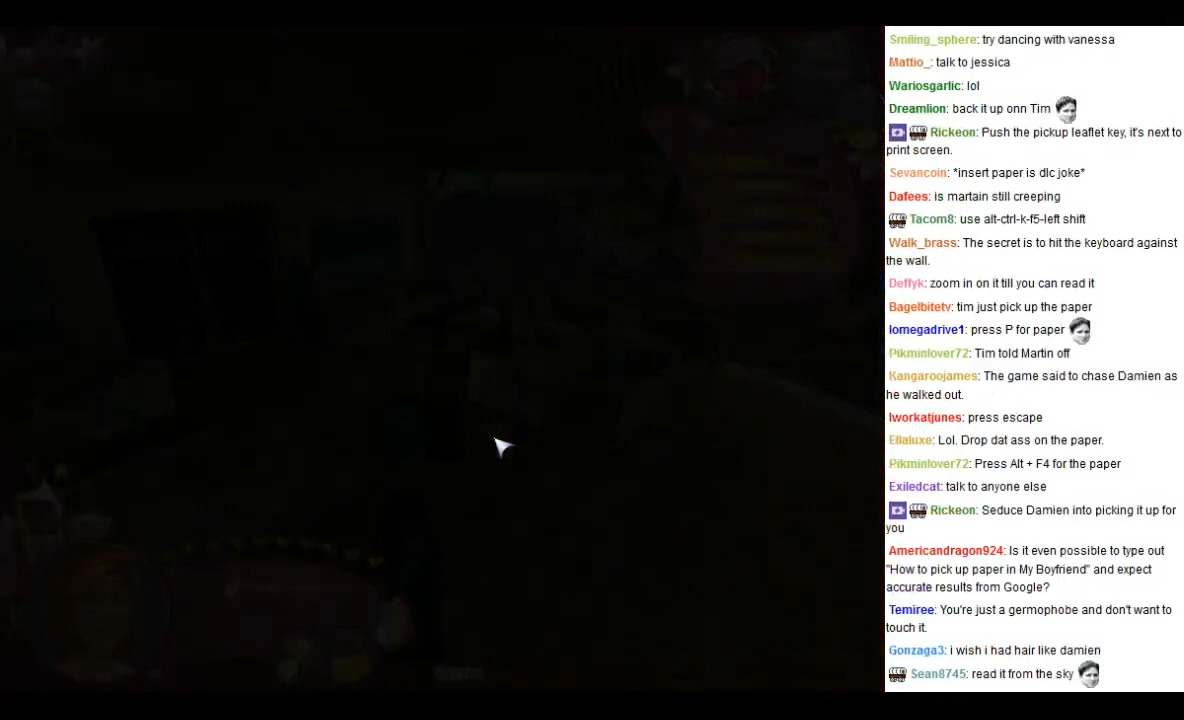 Smiling_sphere: try dancing with vanessa
Mattio_: talk to jessica
Wariosgarlic: lol
Dreamlion: back it up onn Tim
Rickeon: Push the pickup leaflet key, it's next to
print screen.
Sevancoin: *insert paper is dlc joke*
Dafees: is martain still creeping
Tacom8: use alt-ctrl-k-f5-left shift
Walk_brass: The secret is to hit the keyboard against
the wall.
Deffyk: zoom in on it till you can read it
Bagelbitetv: tim just pick up the paper
Iomegadrive1: press P for paper
Pikminlover72: Tim told Martin off
Kangaroojames: The game said to chase Damien as
he walked out.
Iworkatjunes: press escape
Ellaluxe: Lol. Drop dat ass on the paper.
Pikminlover72: Press Alt + F4 for the paper
Exiledcat: talk to anyone else
Rickeon: Seduce Damien into picking it up for
you
Americandragon924: Is it even possible to type out
"How to pick up paper in My Boyfriend" and expect
accurate results from Google?
Temiree: You're just a germophobe and don't want to
touch it.
Gonzaga3: i wish i had hair like damien
Sean8745: read it from the sky